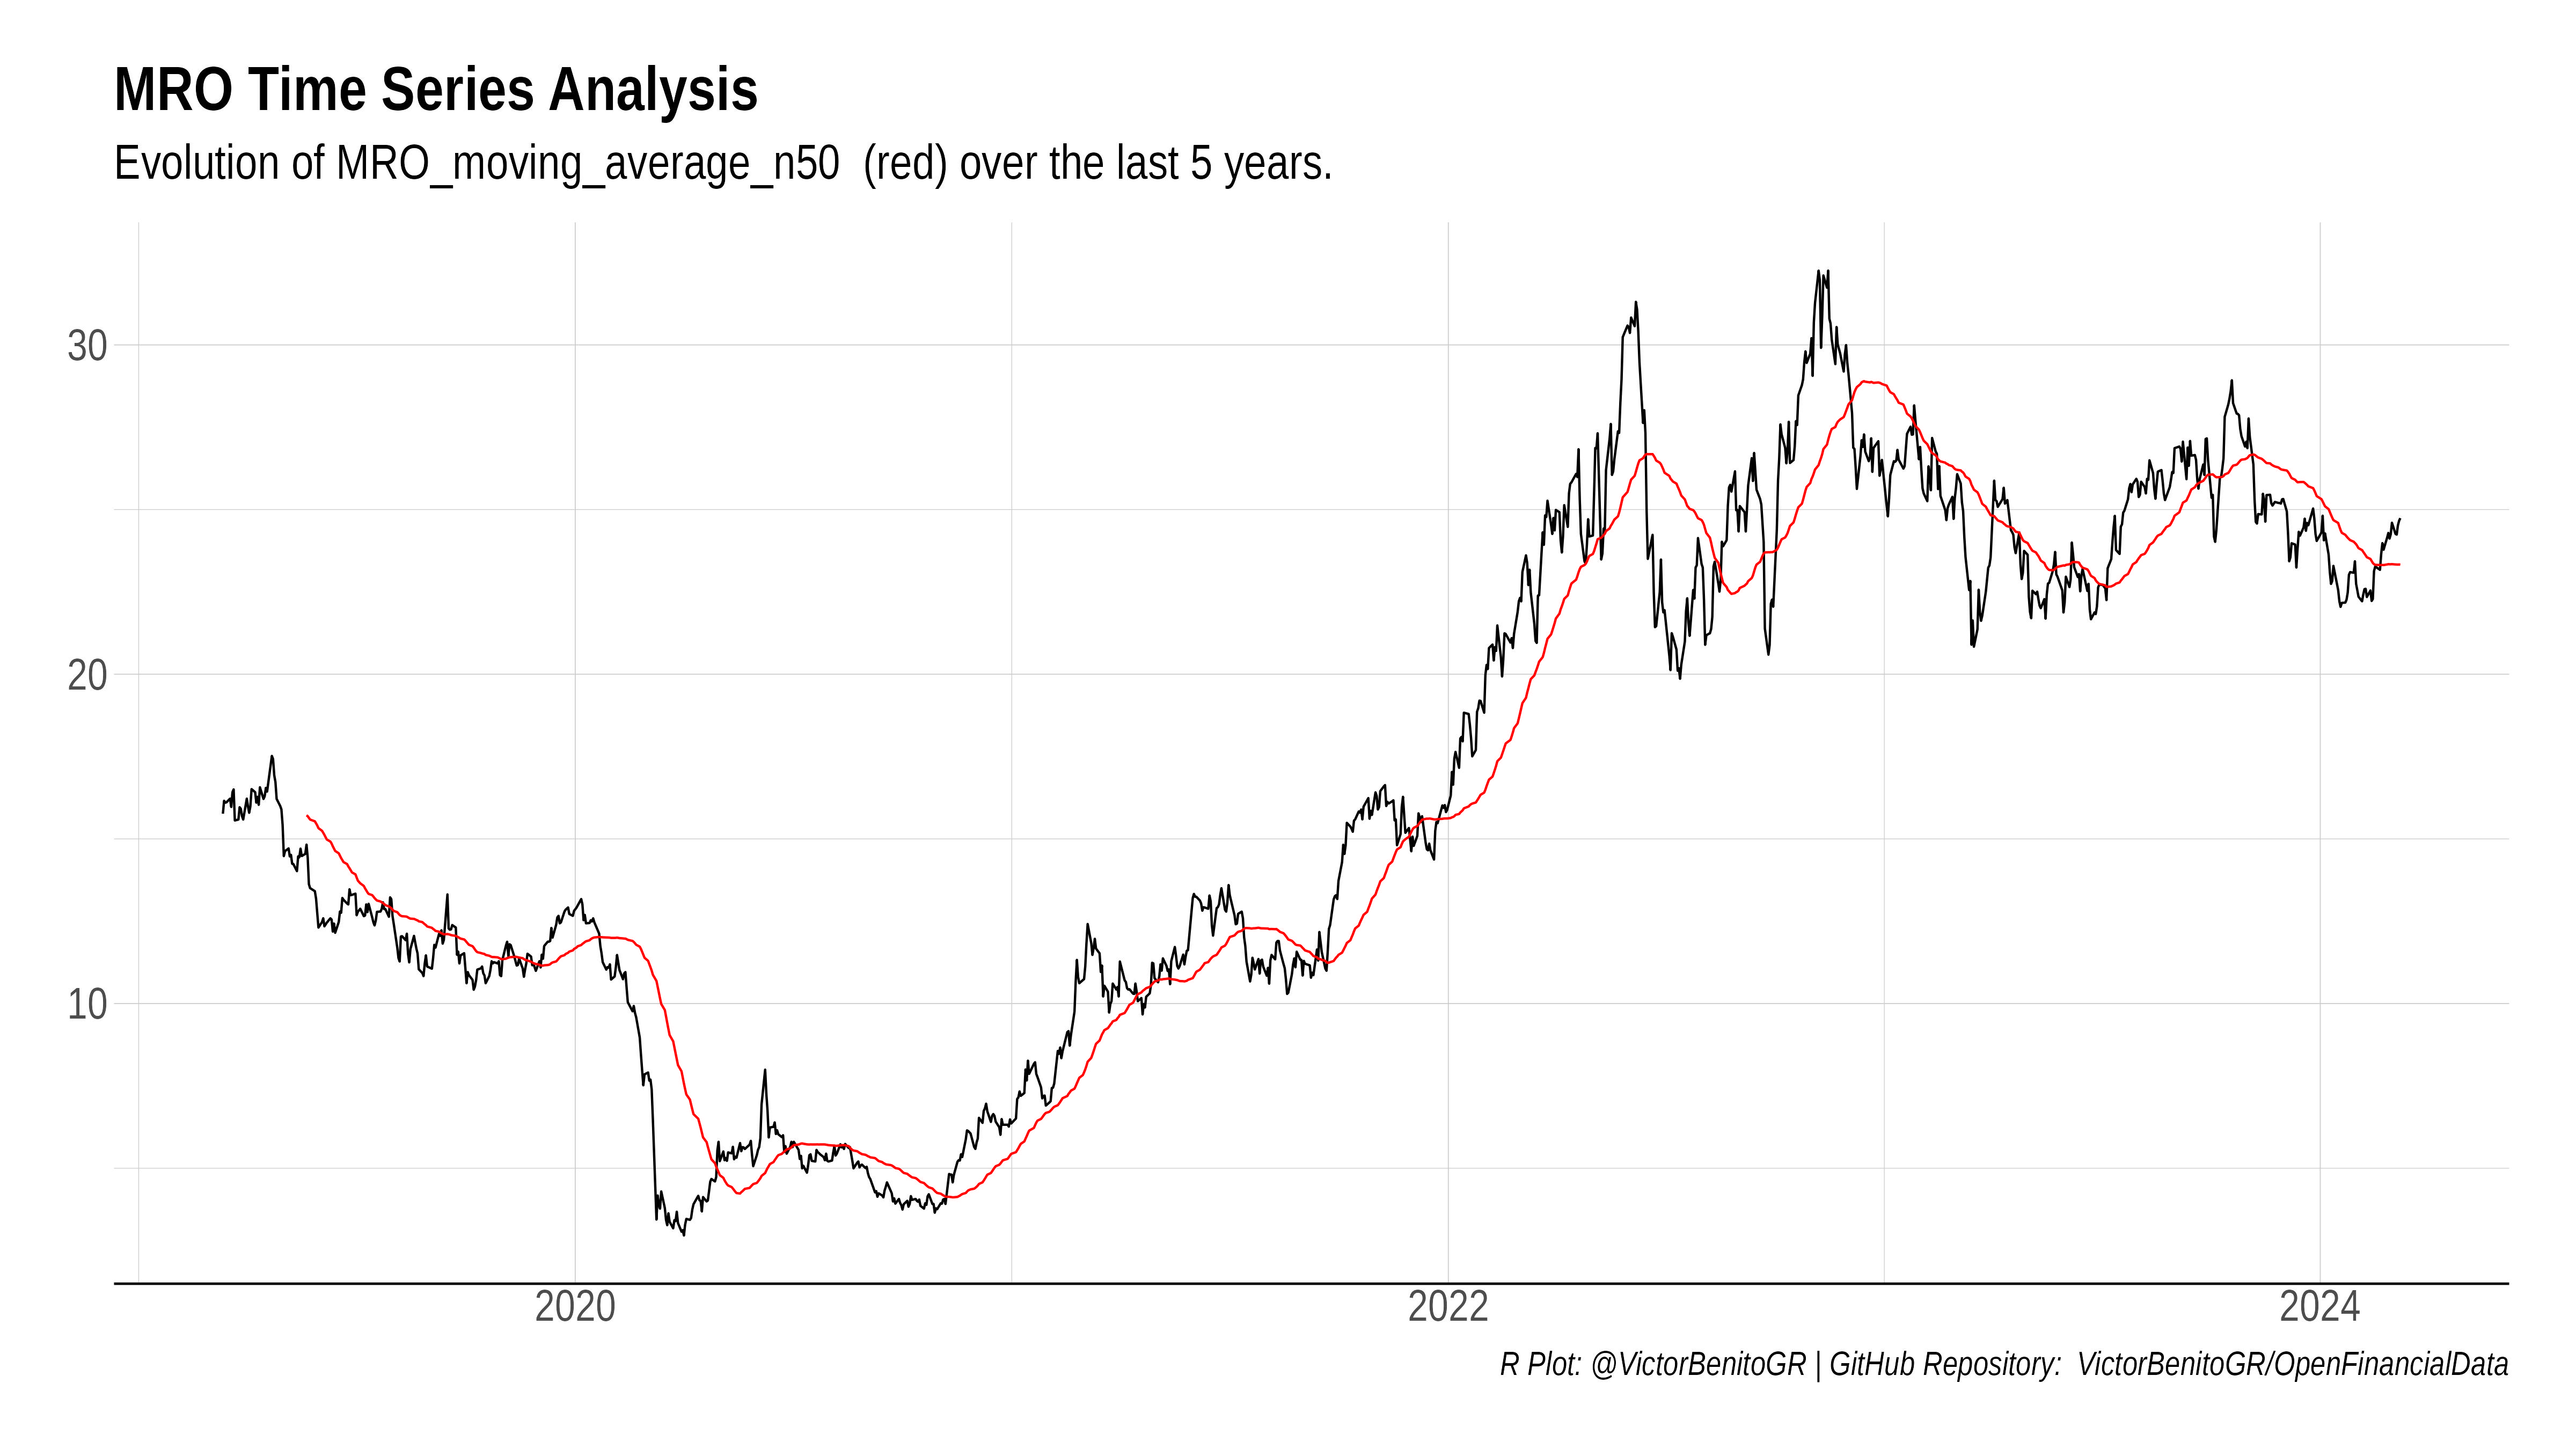 MRO Time Series Analysis
Evolution of MRO_moving_average_n50  (red) over the last 5 years.
30
20
10
2020
2022
2024
R Plot: @VictorBenitoGR | GitHub Repository:  VictorBenitoGR/OpenFinancialData